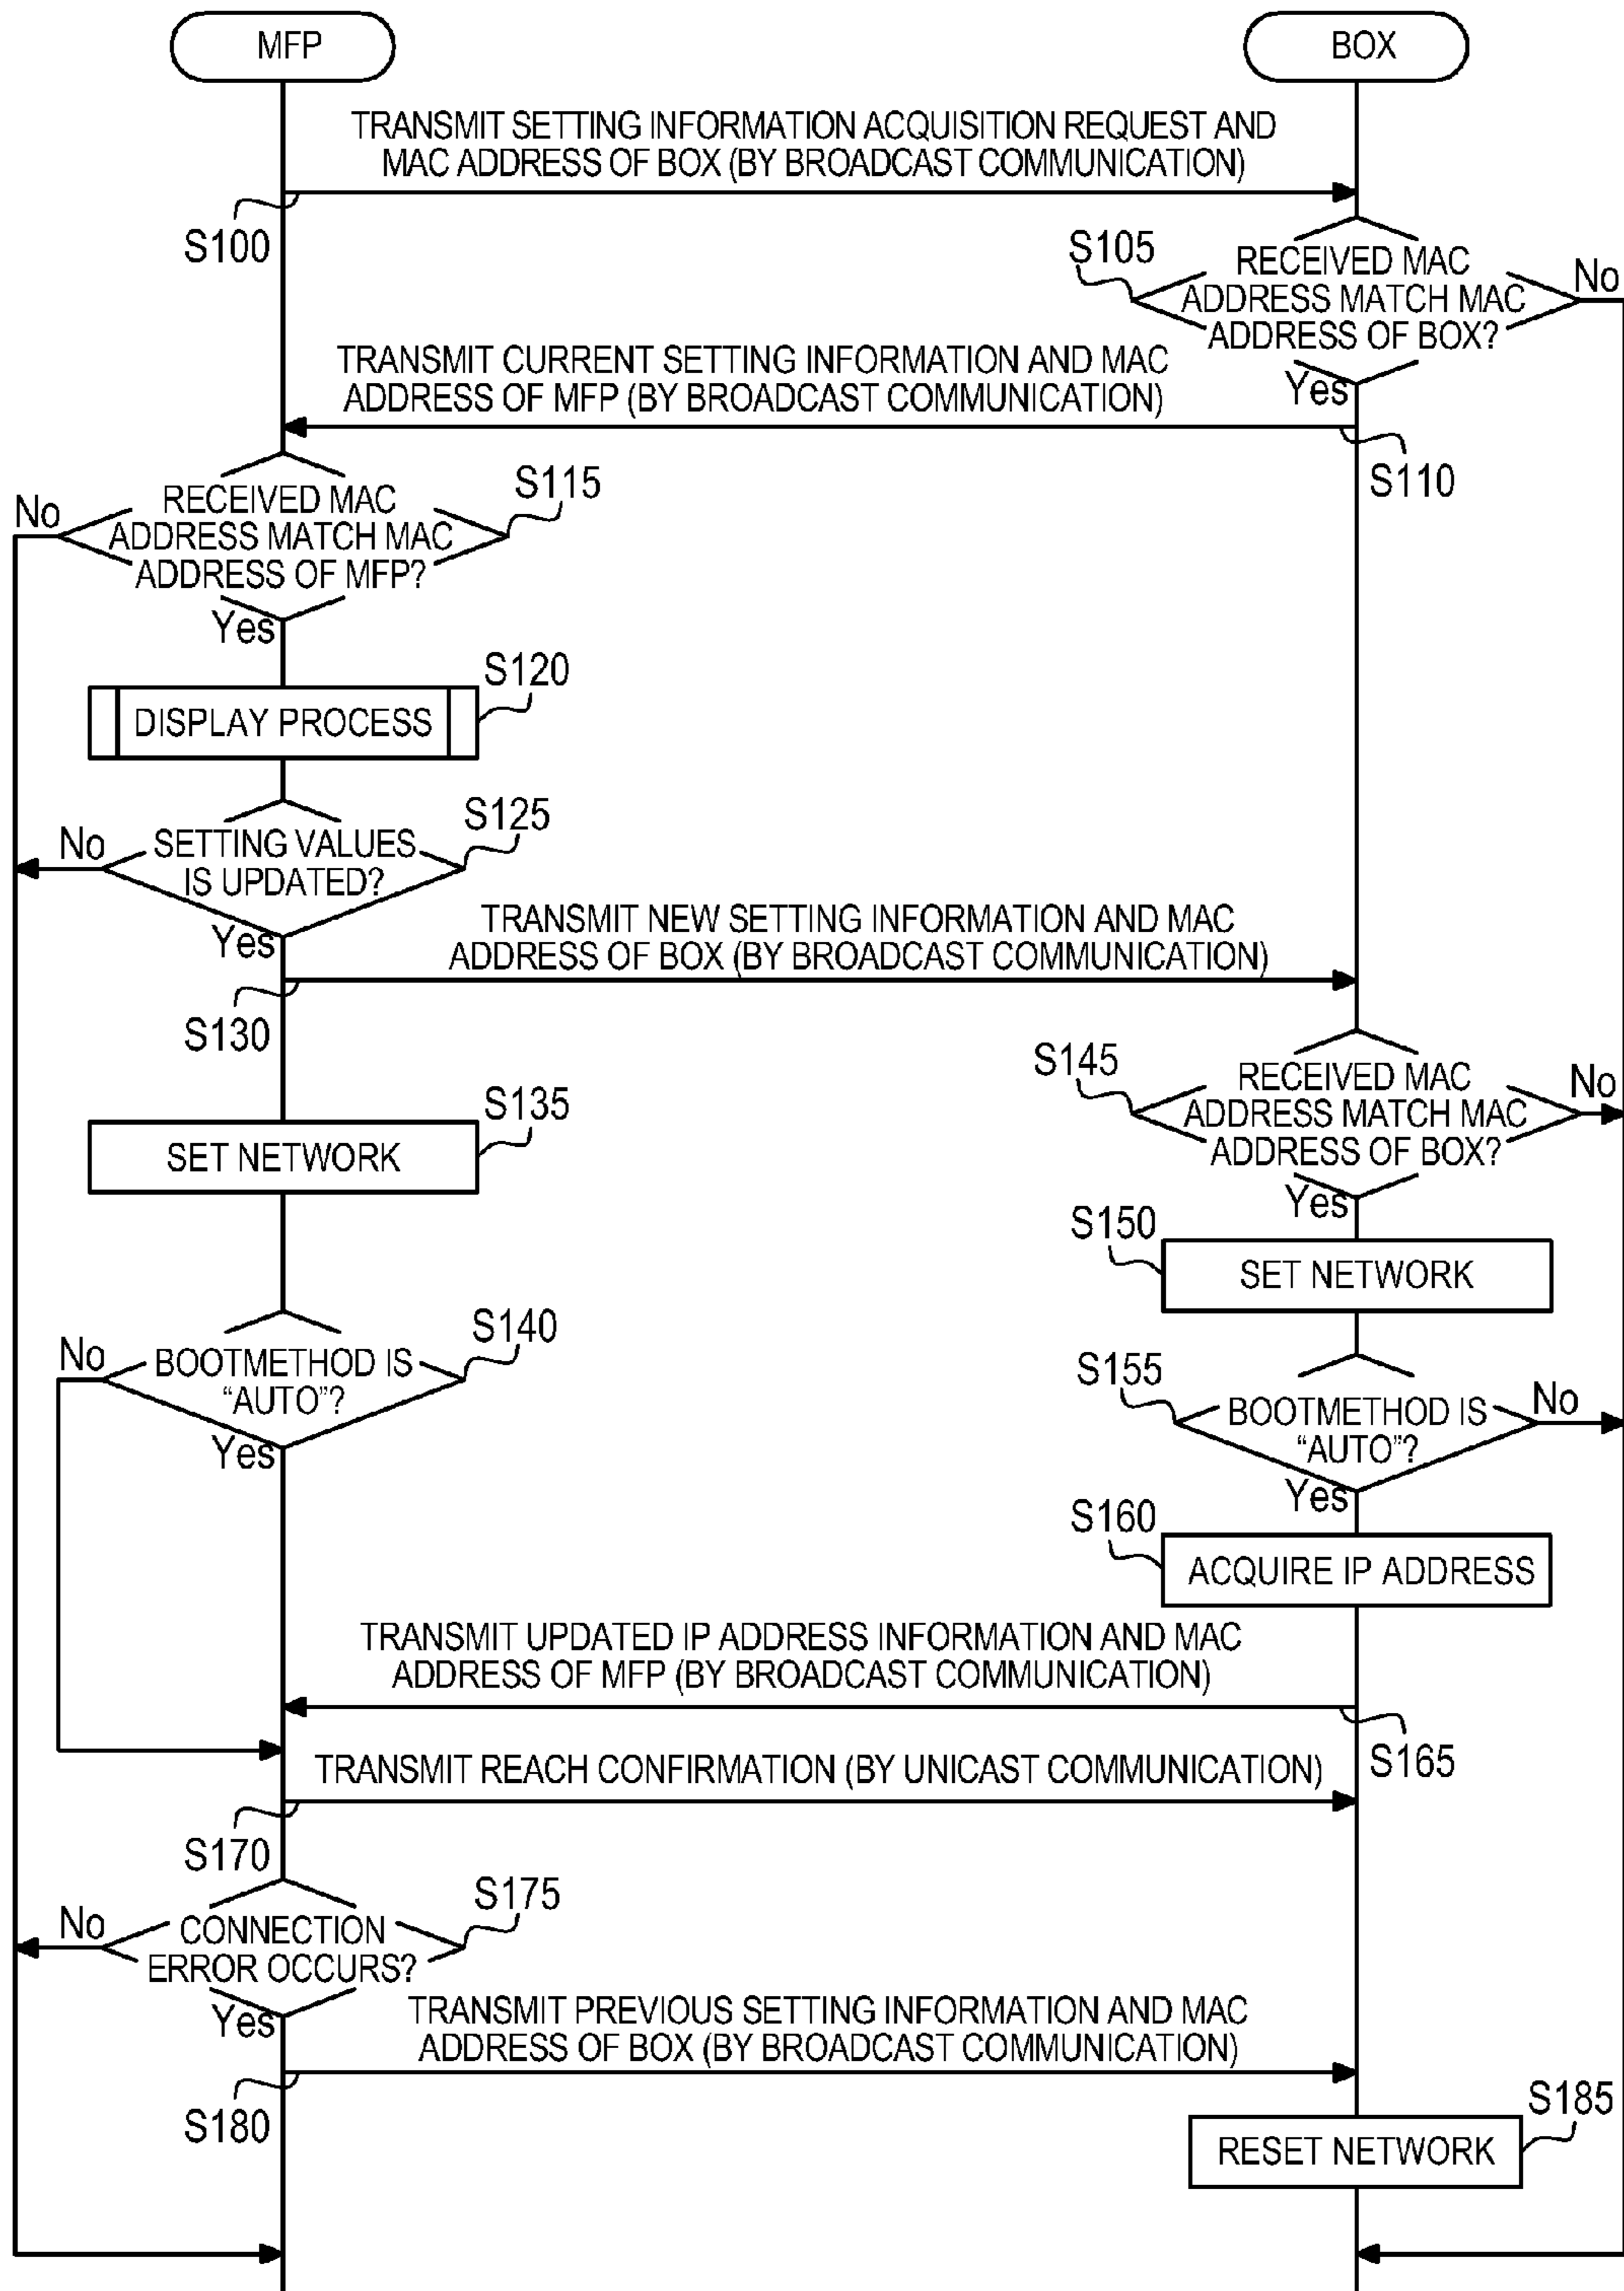 MFP
BOX
TRANSMIT SETTING INFORMATION ACQUISITION REQUEST AND
MAC ADDRESS OF BOX (BY BROADCAST COMMUNICATION)
S100
S105
RECEIVED MAC
ADDRESS MATCH MAC
ADDRESS OF BOX?
No
Yes
TRANSMIT CURRENT SETTING INFORMATION AND MAC
ADDRESS OF MFP (BY BROADCAST COMMUNICATION)
S110
S115
RECEIVED MAC
ADDRESS MATCH MAC
ADDRESS OF MFP?
No
Yes
S120
DISPLAY PROCESS
S125
No
SETTING VALUES
IS UPDATED?
Yes
TRANSMIT NEW SETTING INFORMATION AND MAC
ADDRESS OF BOX (BY BROADCAST COMMUNICATION)
S130
S135
SET NETWORK
S145
RECEIVED MAC
ADDRESS MATCH MAC
ADDRESS OF BOX?
No
Yes
S150
SET NETWORK
S140
No
BOOTMETHOD IS
“AUTO”?
Yes
S155
BOOTMETHOD IS
“AUTO”?
No
Yes
S160
ACQUIRE IP ADDRESS
TRANSMIT UPDATED IP ADDRESS INFORMATION AND MAC
ADDRESS OF MFP (BY BROADCAST COMMUNICATION)
S165
TRANSMIT REACH CONFIRMATION (BY UNICAST COMMUNICATION)
S170
S175
No
CONNECTION
ERROR OCCURS?
Yes
TRANSMIT PREVIOUS SETTING INFORMATION AND MAC
ADDRESS OF BOX (BY BROADCAST COMMUNICATION)
S180
S185
RESET NETWORK